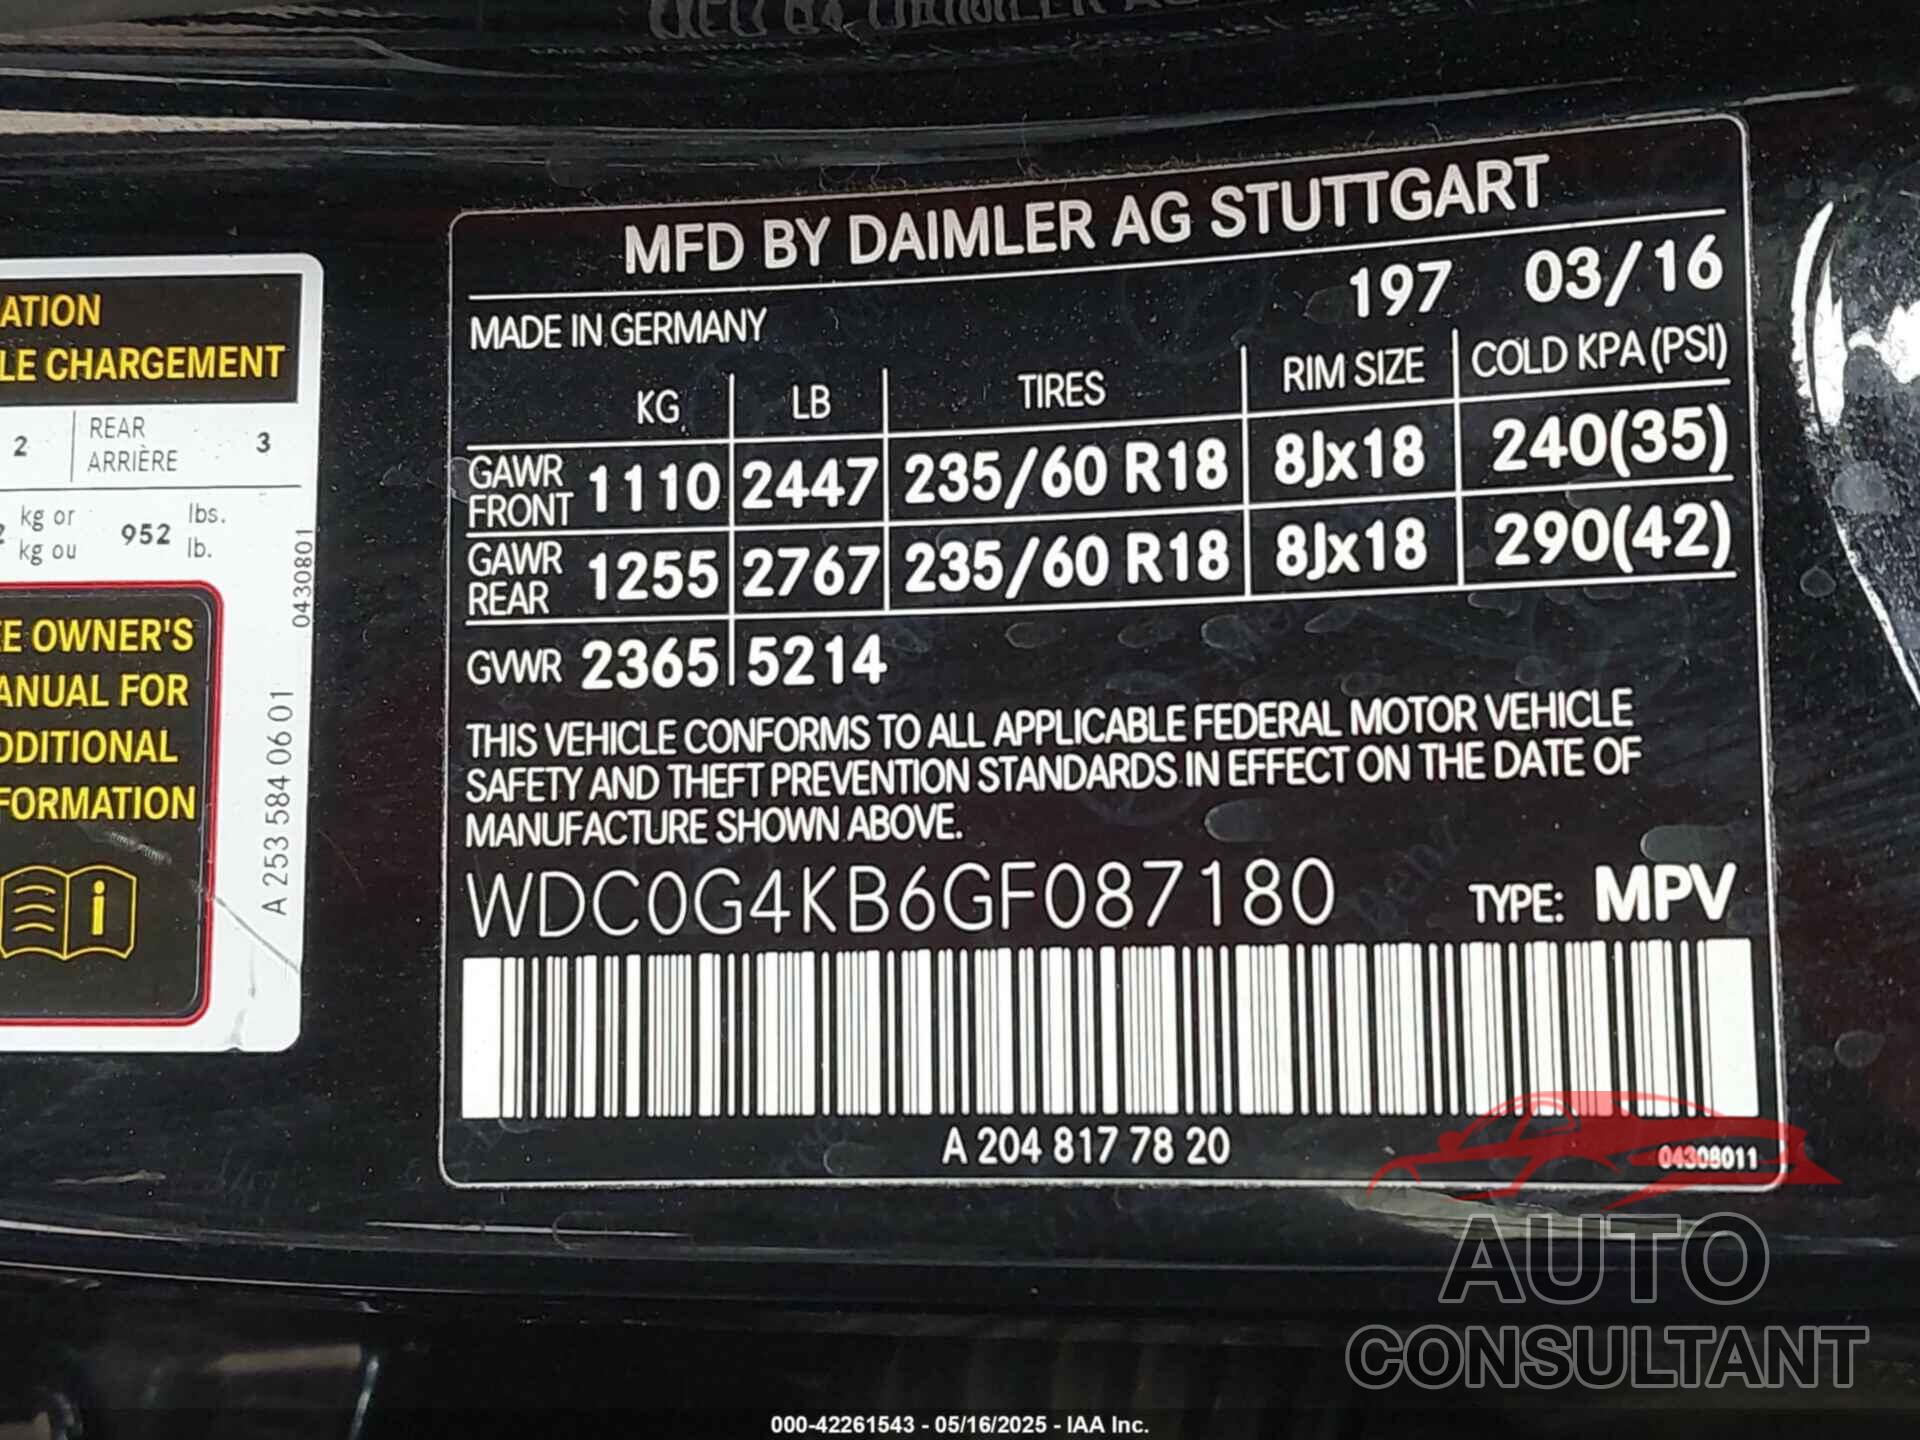 MFD BY DAIMLER AG STUTTGART
197 03/16
MADE IN GERMANY
KG LB TIRES RIM SIZE COLD KPA (PSI)
GAWR FRONT 1110 2447 235/60 R18 8Jx18 240(35)
GAWR REAR 1255 2767 235/60 R18 8Jx18 290(42)
GVWR 2365 5214
THIS VEHICLE CONFORMS TO ALL APPLICABLE FEDERAL MOTOR VEHICLE
SAFETY AND THEFT PREVENTION STANDARDS IN EFFECT ON THE DATE OF
MANUFACTURE SHOWN ABOVE.
WDC0G4KB6GF087180 TYPE: MPV
A 204 817 78 20
04308011
ATION
LE CHARGEMENT
2 REAR
ARRIÈRE 3
kg or
kg ou 952 lbs.
lb.
0430801
A 253 584 06 01
E OWNER'S
ANUAL FOR
DDITIONAL
FORMATION
AUTO
CONSULTANT
000-42261543 - 05/16/2025 - IAA Inc.